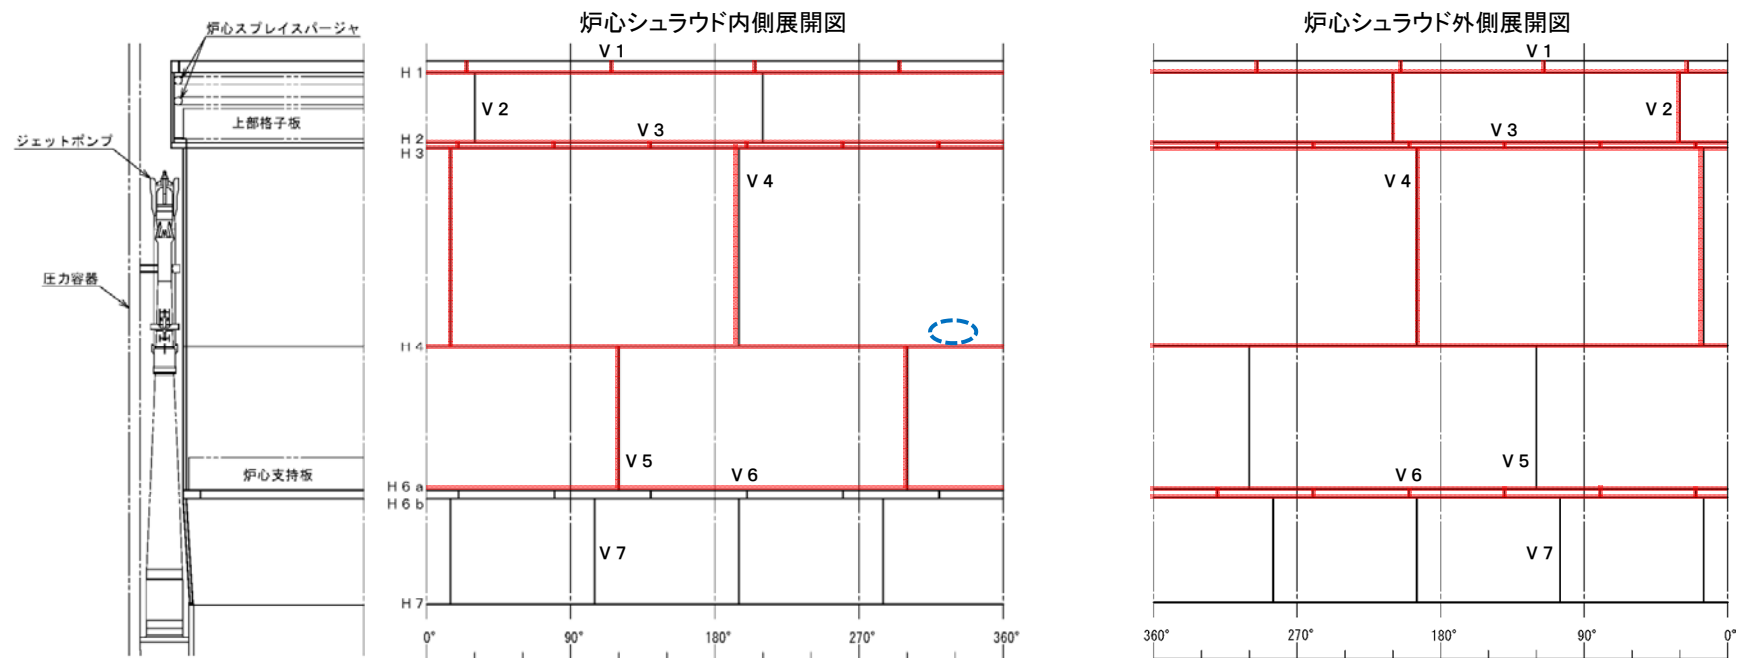 炉心スプレイスパージャ
上部格子板
ジェットポンプ
圧力容器
炉心支持板
炉心シュラウド内側展開図
V 1
H 1
V 2
V 3
H 2
H 3
V 4
H 4
V 5
V 6
H 6 a
H 6 b
V 7
H 7
0° 90° 180° 270° 360°
炉心シュラウド外側展開図
V 1
V 2
V 3
V 4
V 5
V 6
V 7
360° 270° 180° 90° 0°